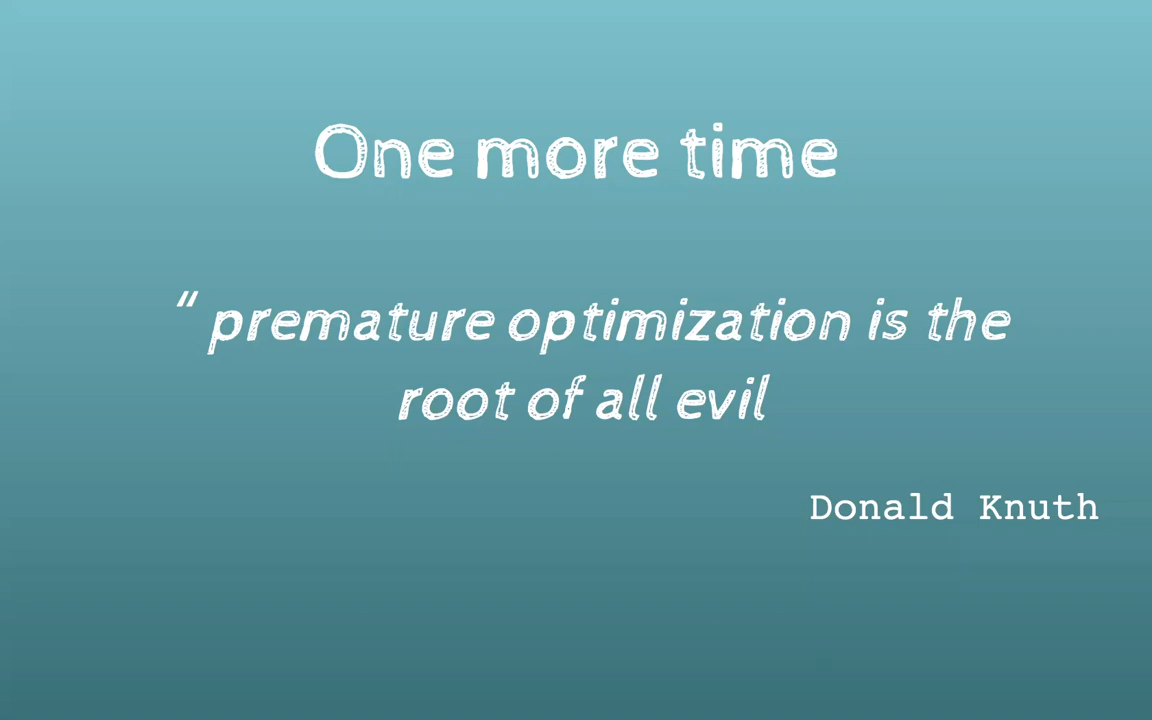 One more time
“ premature optimization is the
root of all evil
Donald Knuth